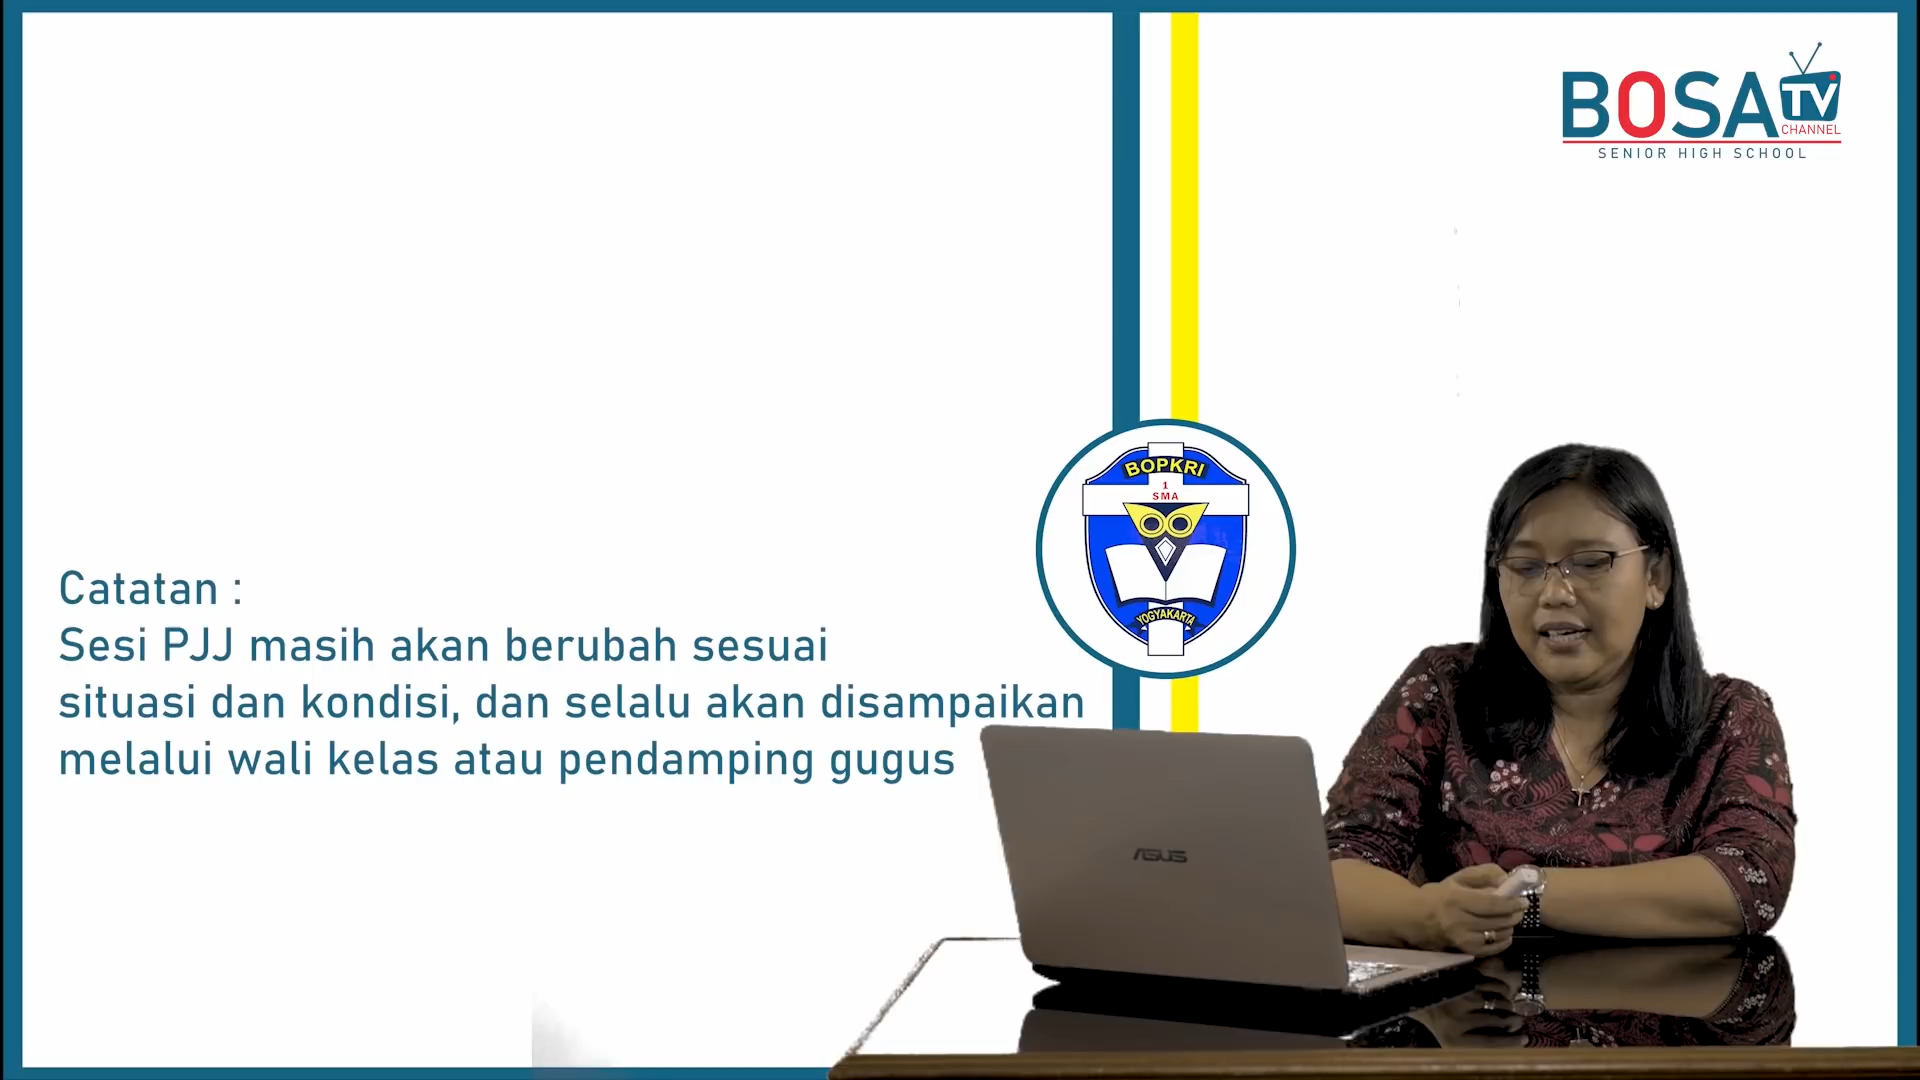 BOSA TV
CHANNEL
SENIOR HIGH SCHOOL
BOPKRI
1
SMA
YOGYAKARTA
Catatan :
Sesi PJJ masih akan berubah sesuai
situasi dan kondisi, dan selalu akan disampaikan
melalui wali kelas atau pendamping gugus
ASUS